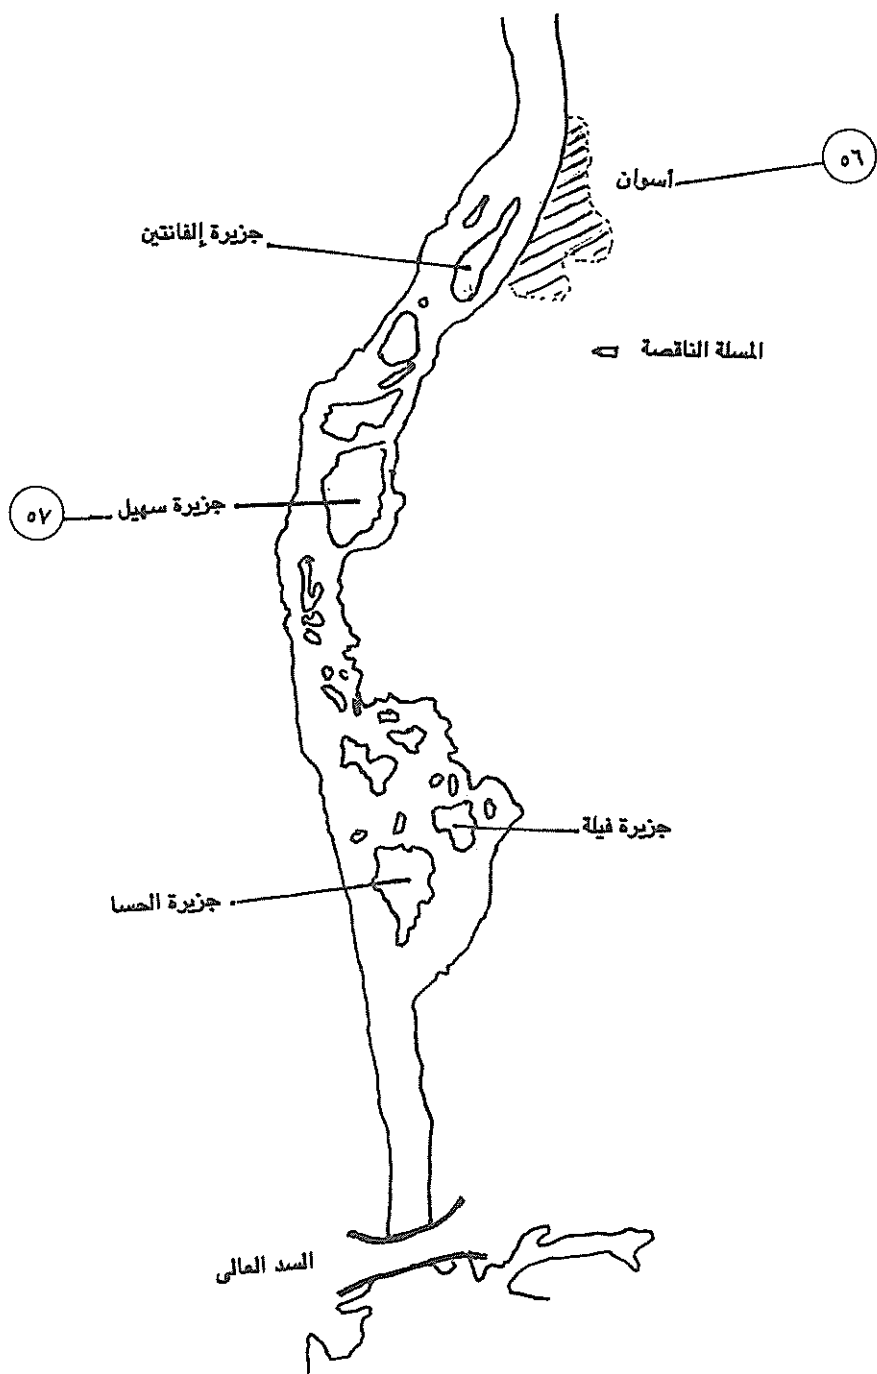 ٥٦
أسوان
جزيرة إلفانتين
المسلة الناقصة
جزيرة سهيل
٥٧
جزيرة فيلة
جزيرة الحسا
السد العالى